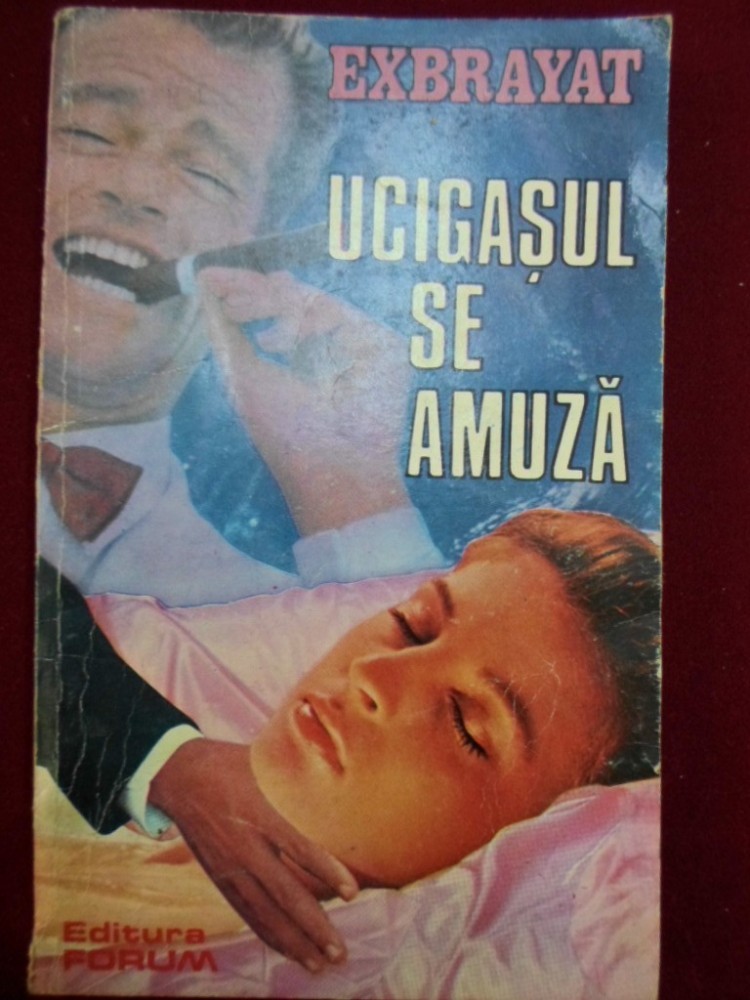 EXBRAYAT
UCIGAȘUL
SE
AMUZĂ
Editura
FORUM